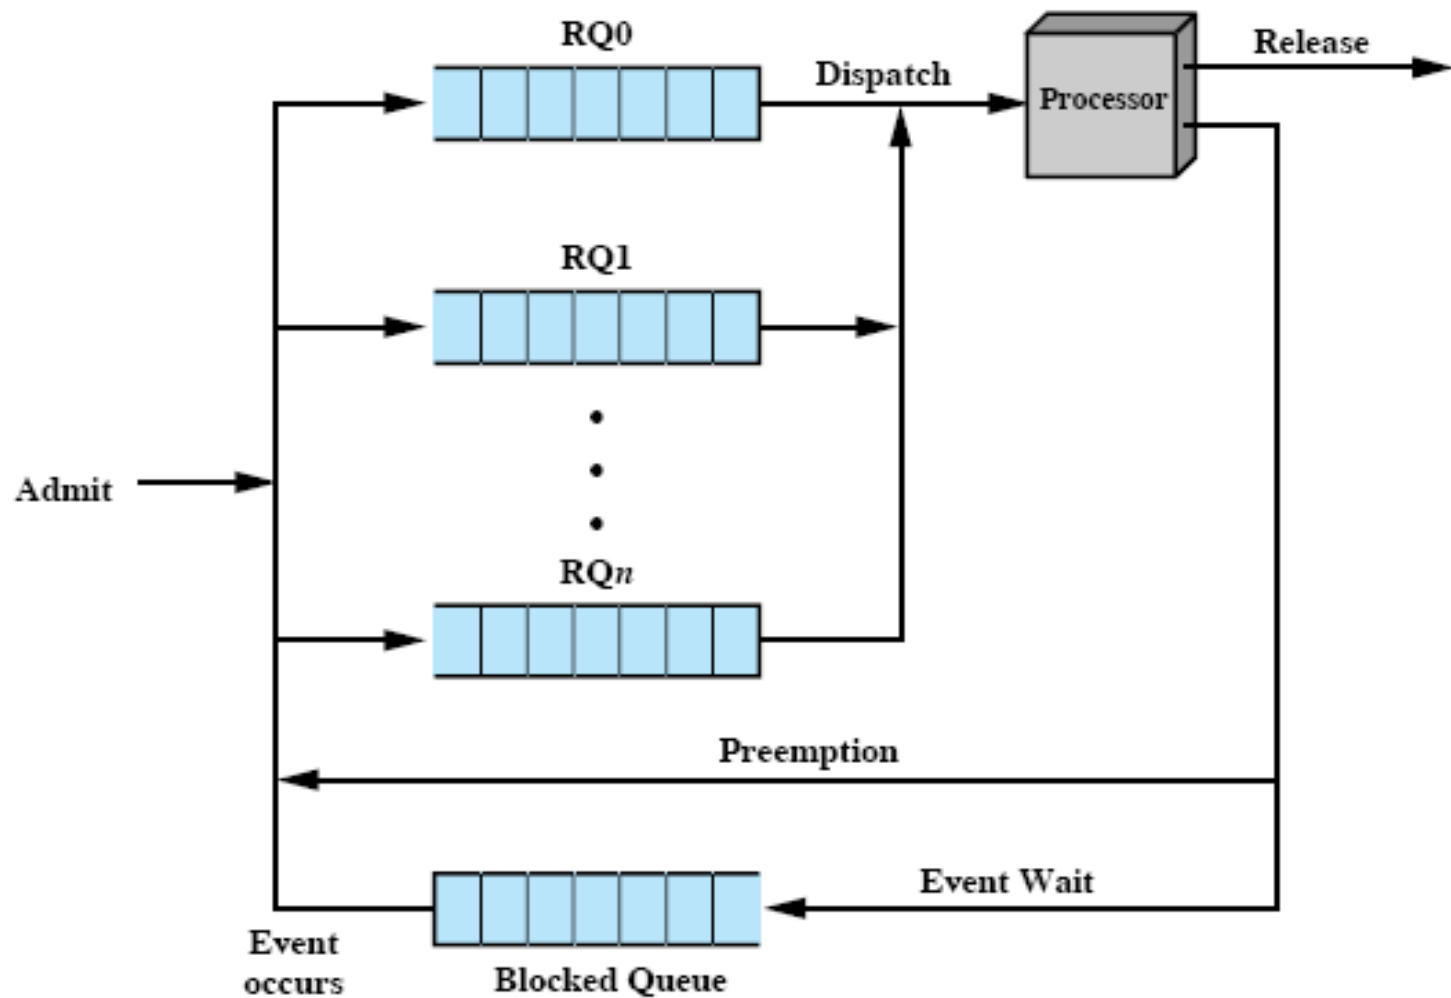 RQ0
Release
Dispatch
Processor
RQ1
Admit
RQn
Preemption
Event Wait
Event
occurs
Blocked Queue